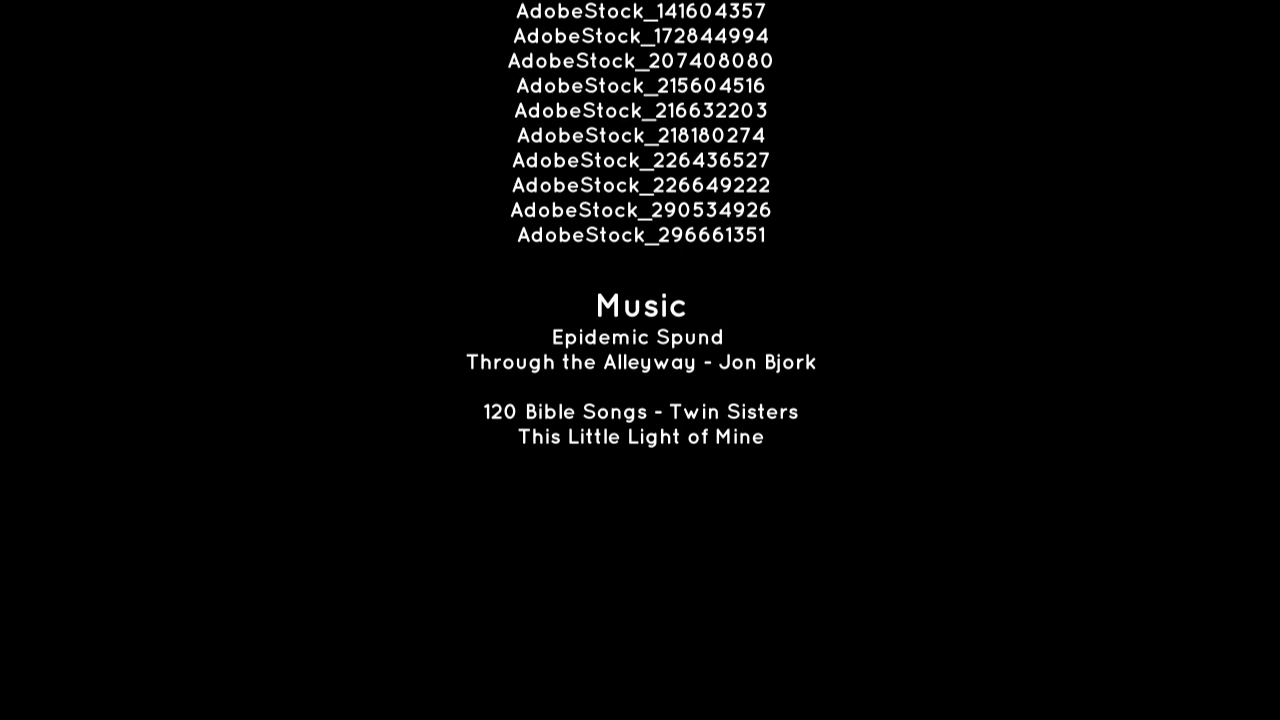 AdobeStock_141604357
AdobeStock_172844994
AdobeStock_207408080
AdobeStock_215604516
AdobeStock_216632203
AdobeStock_218180274
AdobeStock_226436527
AdobeStock_226649222
AdobeStock_290534926
AdobeStock_296661351
Music
Epidemic Spund
Through the Alleyway - Jon Bjork
120 Bible Songs - Twin Sisters
This Little Light of Mine